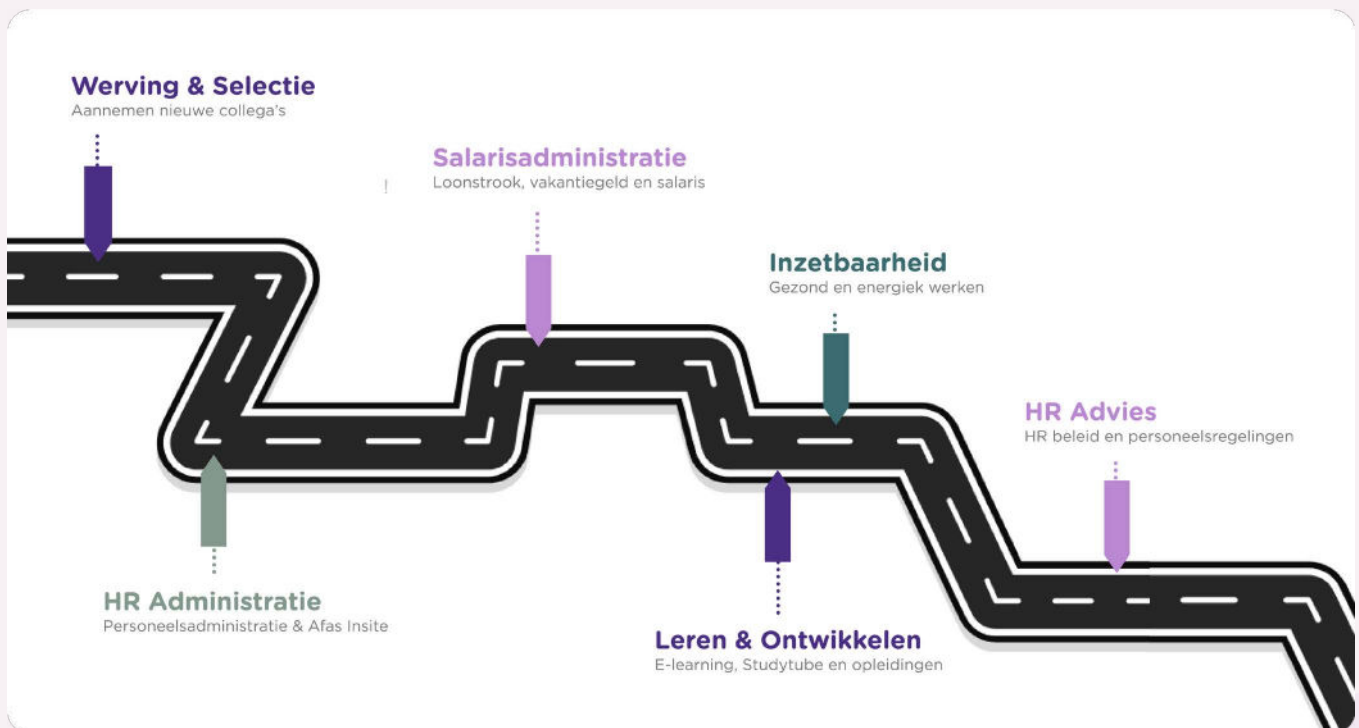 Werving & Selectie
Aannemen nieuwe collega's
Salarisadministratie
Loonstrook, vakantiegeld en salaris
!
Inzetbaarheid
Gezond en energiek werken
HR Advies
HR beleid en personeelsregelingen
HR Administratie
Personeelsadministratie & Afas Insite
Leren & Ontwikkelen
E-learning, Studytube en opleidingen